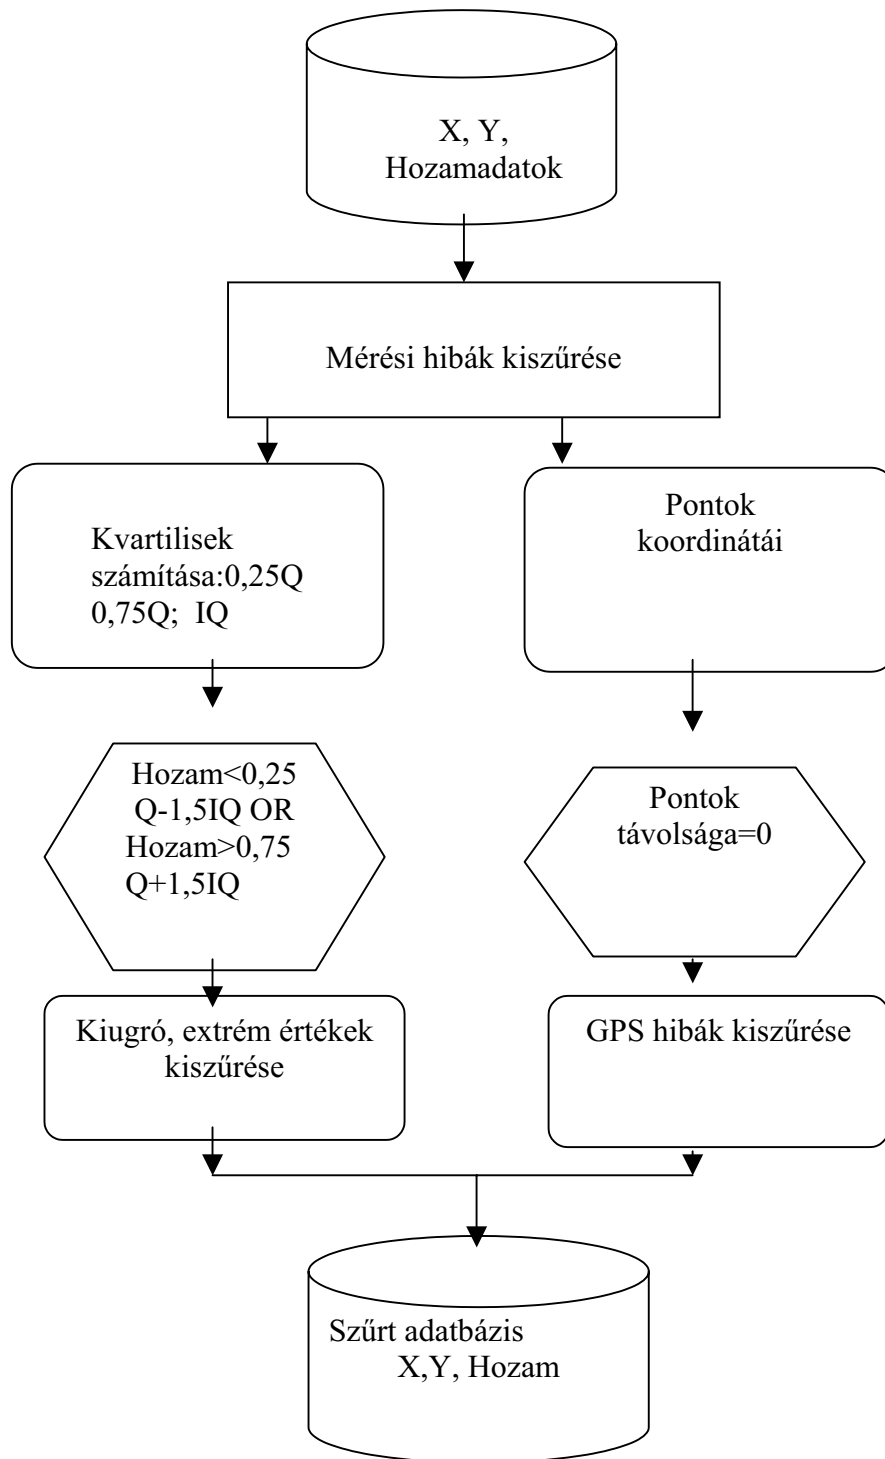 X, Y,
Hozamadatok
Mérési hibák kiszűrése
Kvartilisek
számítása:0,25Q
0,75Q;  IQ
Pontok
koordinátái
Hozam<0,25
Q-1,5IQ OR
Hozam>0,75
Q+1,5IQ
Pontok
távolsága=0
Kiugró, extrém értékek
kiszűrése
GPS hibák kiszűrése
Szűrt adatbázis
X,Y, Hozam